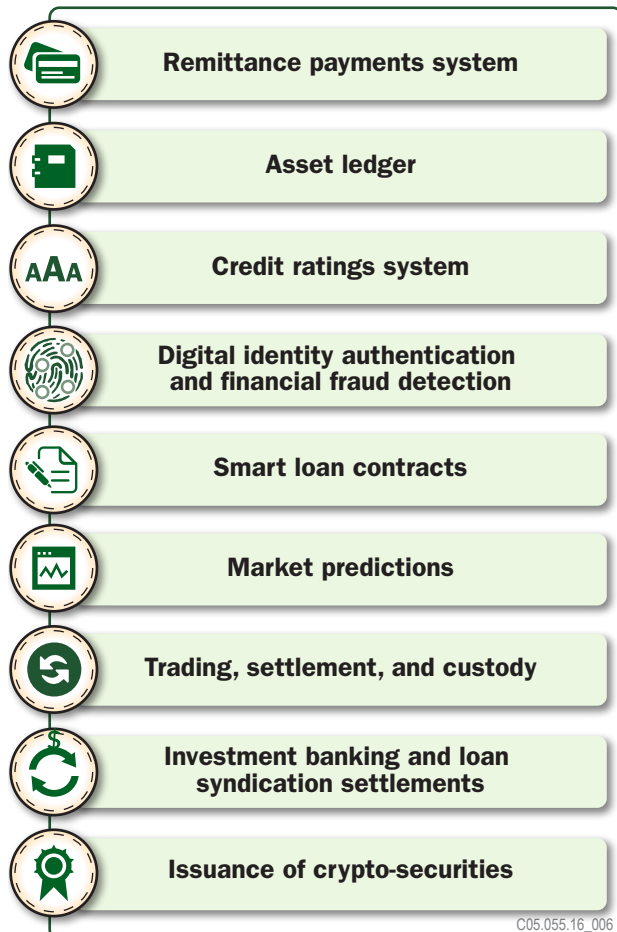 Remittance payments system
Asset ledger
AAA
Credit ratings system
Digital identity authentication
and financial fraud detection
Smart loan contracts
Market predictions
Trading, settlement, and custody
$
Investment banking and loan
syndication settlements
Issuance of crypto-securities
C05.055.16_006